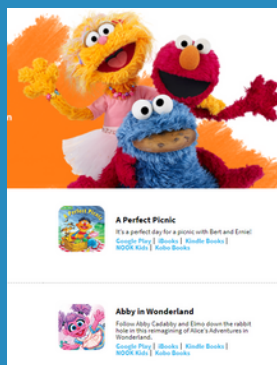 n
A Perfect Picnic
It's a perfect day for a picnic with Bert and Ernie!
Google Play | iBooks | Kindle Books |
NOOK Kids | Kobo Books
Abby in Wonderland
Follow Abby Cadabby and Elmo down the rabbit
hole in this reimagining of Alice's Adventures in
Wonderland.
Google Play | iBooks | Kindle Books |
NOOK Kids | Kobo Books